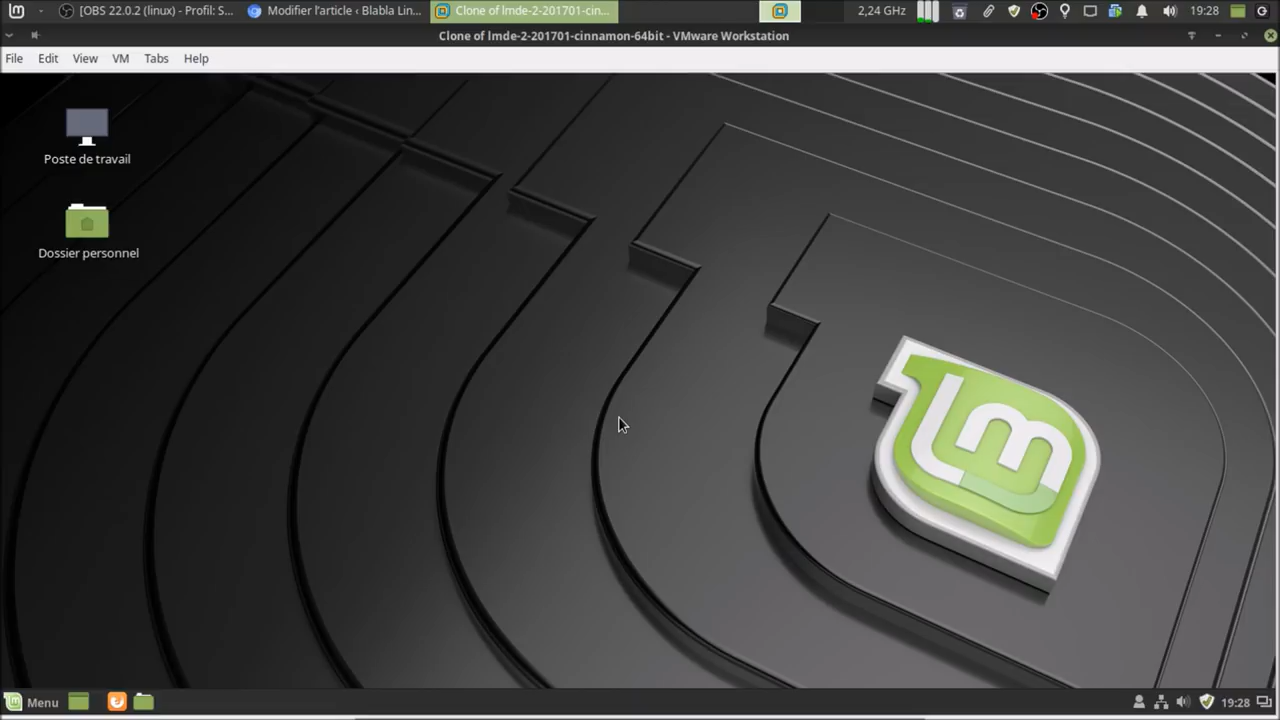 [OBS 22.0.2 (linux) - Profil: S...
Modifier l'article ‹ Blabla Lin...
Clone of lmde-2-201701-cin...
2,24 GHz
19:28
Clone of lmde-2-201701-cinnamon-64bit - VMware Workstation
File Edit View VM Tabs Help
Poste de travail
Dossier personnel
lm
Menu
19:28